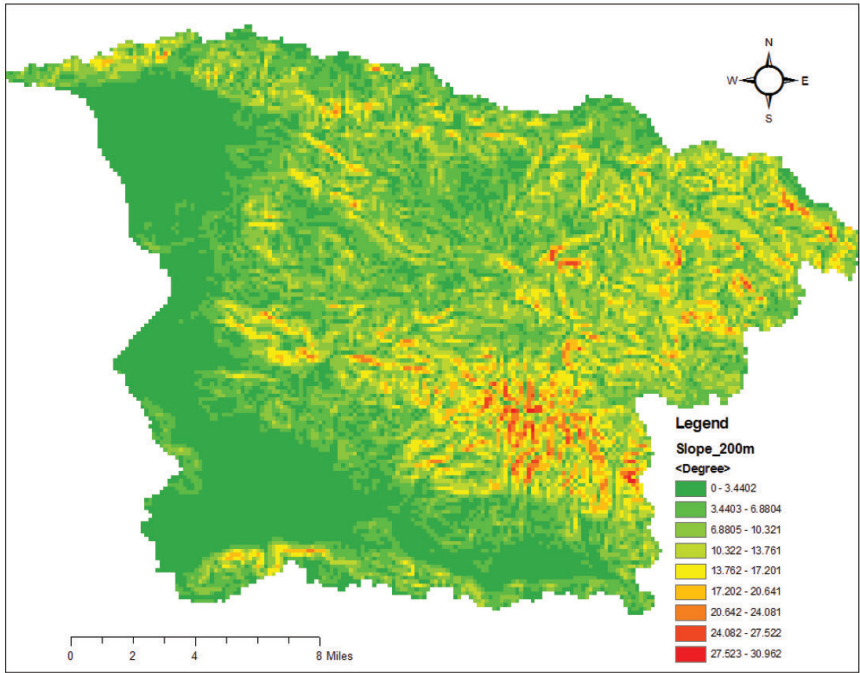 N
W E
S
Legend
Slope_200m
<Degree>
0 - 3.4402
3.4403 - 6.8804
6.8805 - 10.321
10.322 - 13.761
13.762 - 17.201
17.202 - 20.641
20.642 - 24.081
24.082 - 27.522
27.523 - 30.962
0 2 4 8 Miles